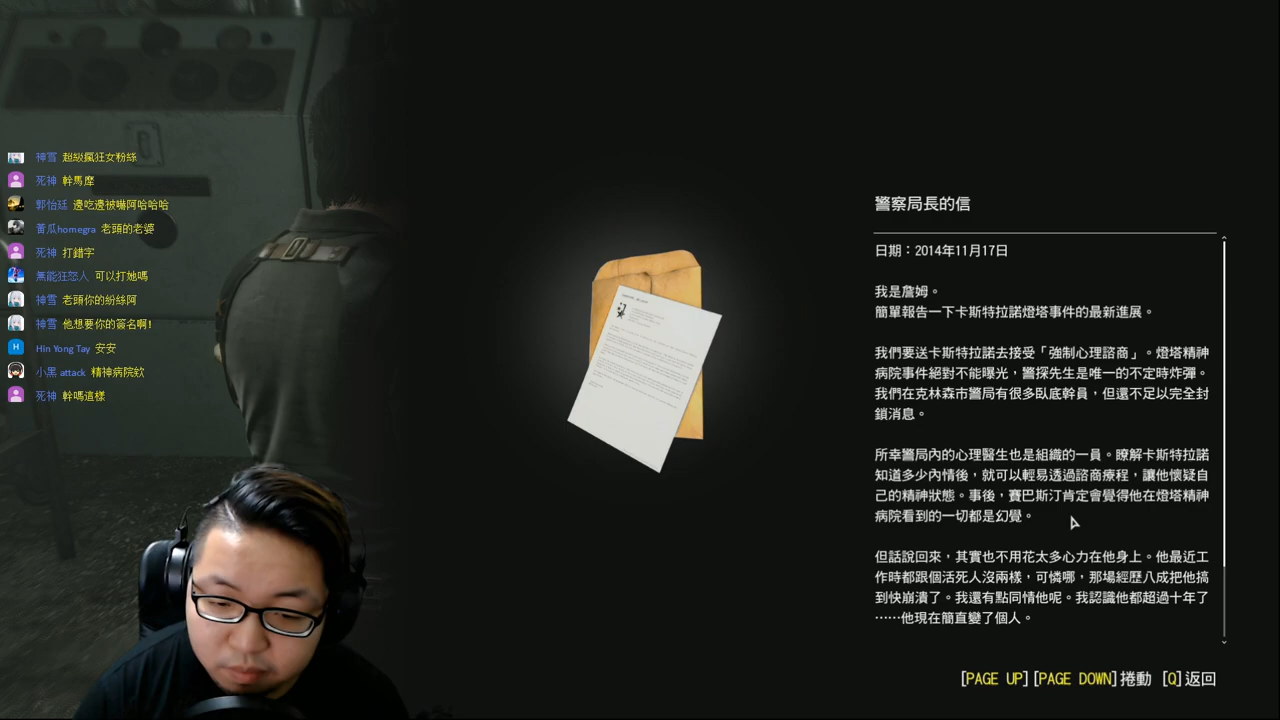 神雪 超級瘋狂女粉絲
死神 幹馬摩
郭怡廷 邊吃邊被嚇阿哈哈哈
homegra 老頭的老婆
死神 打錯字
無能狂怒人 可以打她嗎
神雪 老頭你的紛絲阿
神雪 他想要你的簽名啊!
Hin Yong Tay 安安
小黑 attack 精神病院欸
死神 幹嗎這樣
警察局長的信
日期：2014年11月17日
我是詹姆。
簡單報告一下卡斯特拉諾燈塔事件的最新進展。
我們要送卡斯特拉諾去接受「強制心理諮商」。燈塔精神
病院事件絕對不能曝光，警探先生是唯一的不定時炸彈。
我們在克林森市警局有很多臥底幹員，但還不足以完全封
鎖消息。
所幸警局內的心理醫生也是組織的一員。瞭解卡斯特拉諾
知道多少內情後，就可以輕易透過諮商療程，讓他懷疑自
己的精神狀態。事後，賽巴斯汀肯定會覺得他在燈塔精神
病院看到的一切都是幻覺。
但話說回來，其實也不用花太多心力在他身上。他最近工
作時都跟個活死人沒兩樣，可憐哪，那場經歷八成把他搞
到快崩潰了。我還有點同情他呢。我認識他都超過十年了
……他現在簡直變了個人。
[PAGE UP][PAGE DOWN]捲動 [Q]返回